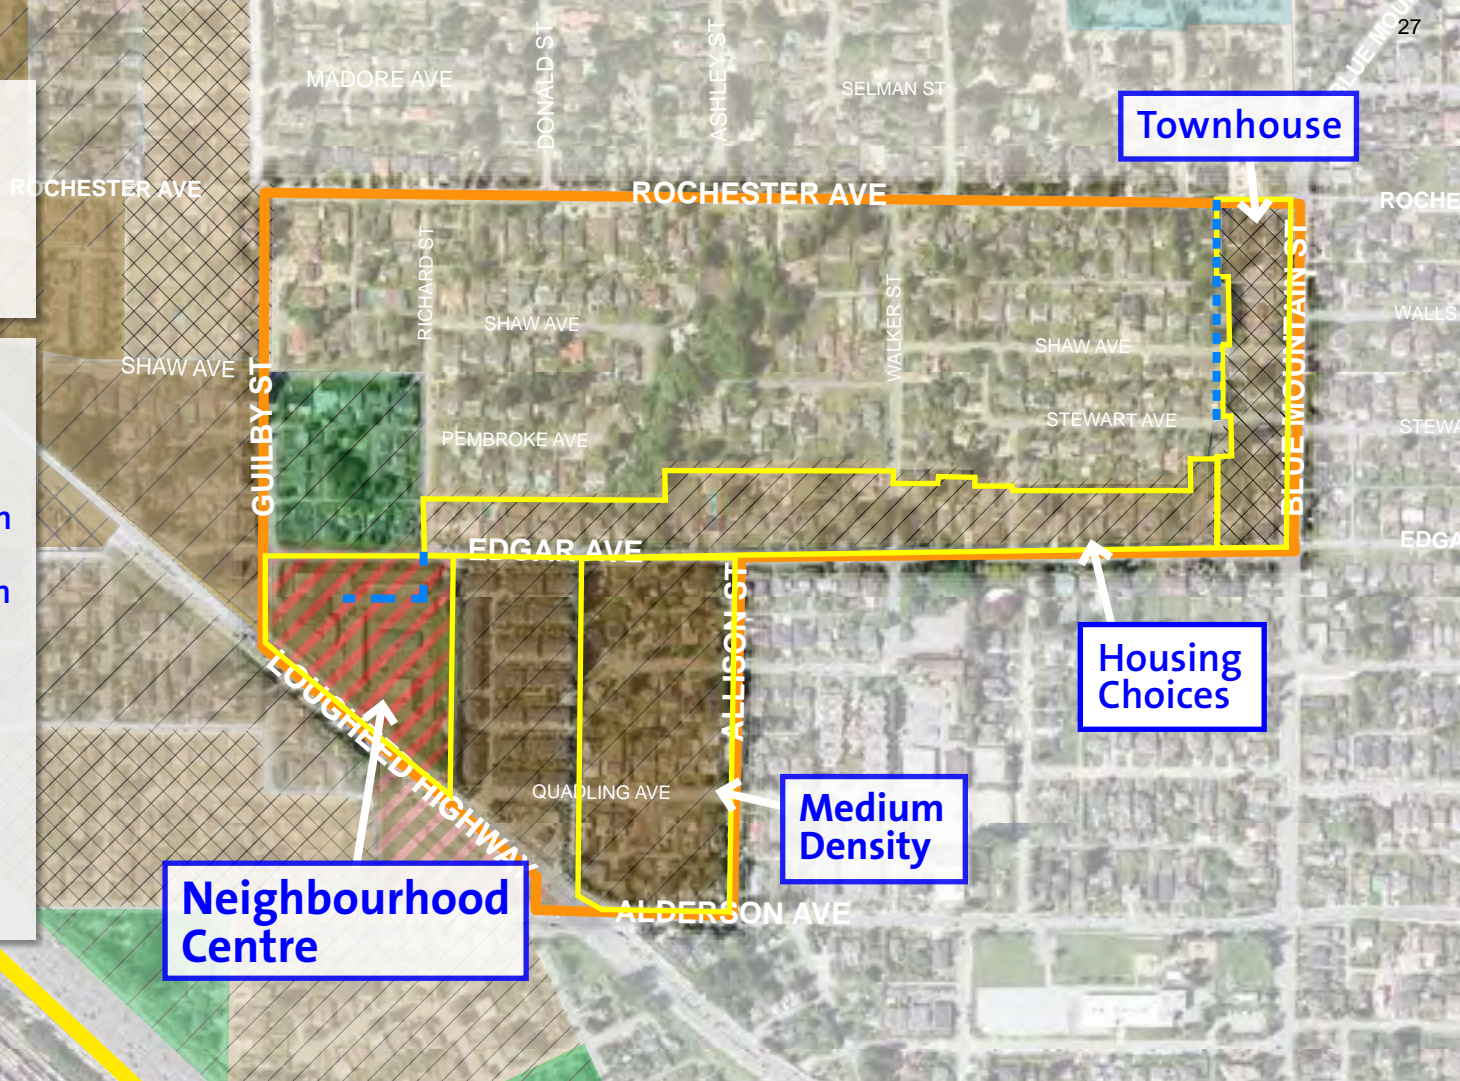 27
MADORE AVE
DONALD ST
ASHLEY ST
SELMAN ST
BLUE MOU
Townhouse
ROCHESTER AVE
ROCHESTER AVE
ROCHE
RICHARD ST
SHAW AVE
WALKER ST
SHAW AVE
BLUE MOUNTAIN ST
WALLS
SHAW AVE
GUILBY ST
PEMBROKE AVE
STEWART AVE
STEWA
n
EDGAR AVE
EDGA
n
ALLISON ST
Housing
Choices
LOUGHEED HIGHWAY
QUADLING AVE
Medium
Density
Neighbourhood
Centre
ALDERSON AVE